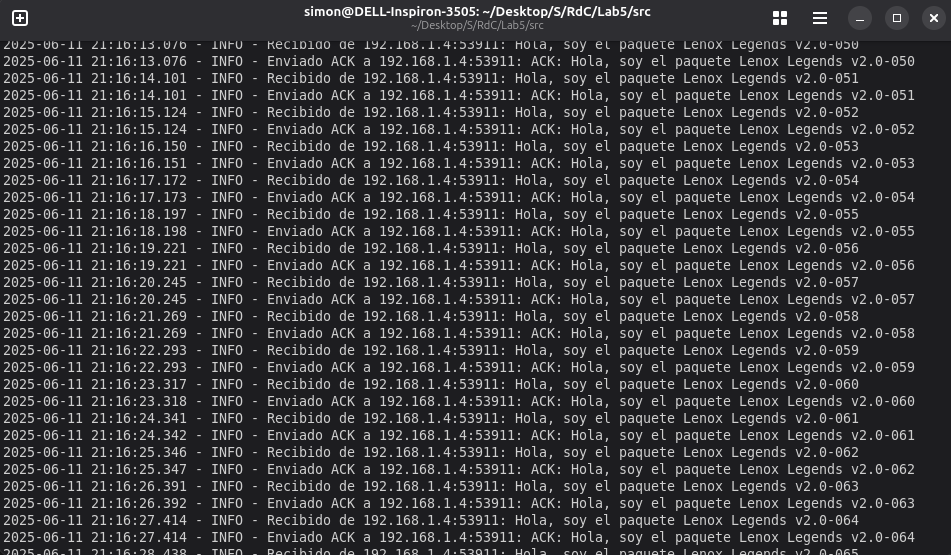 simon@DELL-Inspiron-3505: ~/Desktop/S/RdC/Lab5/src
~/Desktop/S/RdC/Lab5/src
2025-06-11 21:16:13.076 - INFO - Recibido de 192.168.1.4:53911: Hola, soy el paquete Lenox Legends v2.0-050
2025-06-11 21:16:13.076 - INFO - Enviado ACK a 192.168.1.4:53911: ACK: Hola, soy el paquete Lenox Legends v2.0-050
2025-06-11 21:16:14.101 - INFO - Recibido de 192.168.1.4:53911: Hola, soy el paquete Lenox Legends v2.0-051
2025-06-11 21:16:14.101 - INFO - Enviado ACK a 192.168.1.4:53911: ACK: Hola, soy el paquete Lenox Legends v2.0-051
2025-06-11 21:16:15.124 - INFO - Recibido de 192.168.1.4:53911: Hola, soy el paquete Lenox Legends v2.0-052
2025-06-11 21:16:15.124 - INFO - Enviado ACK a 192.168.1.4:53911: ACK: Hola, soy el paquete Lenox Legends v2.0-052
2025-06-11 21:16:16.150 - INFO - Recibido de 192.168.1.4:53911: Hola, soy el paquete Lenox Legends v2.0-053
2025-06-11 21:16:16.151 - INFO - Enviado ACK a 192.168.1.4:53911: ACK: Hola, soy el paquete Lenox Legends v2.0-053
2025-06-11 21:16:17.172 - INFO - Recibido de 192.168.1.4:53911: Hola, soy el paquete Lenox Legends v2.0-054
2025-06-11 21:16:17.173 - INFO - Enviado ACK a 192.168.1.4:53911: ACK: Hola, soy el paquete Lenox Legends v2.0-054
2025-06-11 21:16:18.197 - INFO - Recibido de 192.168.1.4:53911: Hola, soy el paquete Lenox Legends v2.0-055
2025-06-11 21:16:18.198 - INFO - Enviado ACK a 192.168.1.4:53911: ACK: Hola, soy el paquete Lenox Legends v2.0-055
2025-06-11 21:16:19.221 - INFO - Recibido de 192.168.1.4:53911: Hola, soy el paquete Lenox Legends v2.0-056
2025-06-11 21:16:19.221 - INFO - Enviado ACK a 192.168.1.4:53911: ACK: Hola, soy el paquete Lenox Legends v2.0-056
2025-06-11 21:16:20.245 - INFO - Recibido de 192.168.1.4:53911: Hola, soy el paquete Lenox Legends v2.0-057
2025-06-11 21:16:20.245 - INFO - Enviado ACK a 192.168.1.4:53911: ACK: Hola, soy el paquete Lenox Legends v2.0-057
2025-06-11 21:16:21.269 - INFO - Recibido de 192.168.1.4:53911: Hola, soy el paquete Lenox Legends v2.0-058
2025-06-11 21:16:21.269 - INFO - Enviado ACK a 192.168.1.4:53911: ACK: Hola, soy el paquete Lenox Legends v2.0-058
2025-06-11 21:16:22.293 - INFO - Recibido de 192.168.1.4:53911: Hola, soy el paquete Lenox Legends v2.0-059
2025-06-11 21:16:22.293 - INFO - Enviado ACK a 192.168.1.4:53911: ACK: Hola, soy el paquete Lenox Legends v2.0-059
2025-06-11 21:16:23.317 - INFO - Recibido de 192.168.1.4:53911: Hola, soy el paquete Lenox Legends v2.0-060
2025-06-11 21:16:23.318 - INFO - Enviado ACK a 192.168.1.4:53911: ACK: Hola, soy el paquete Lenox Legends v2.0-060
2025-06-11 21:16:24.341 - INFO - Recibido de 192.168.1.4:53911: Hola, soy el paquete Lenox Legends v2.0-061
2025-06-11 21:16:24.342 - INFO - Enviado ACK a 192.168.1.4:53911: ACK: Hola, soy el paquete Lenox Legends v2.0-061
2025-06-11 21:16:25.346 - INFO - Recibido de 192.168.1.4:53911: Hola, soy el paquete Lenox Legends v2.0-062
2025-06-11 21:16:25.347 - INFO - Enviado ACK a 192.168.1.4:53911: ACK: Hola, soy el paquete Lenox Legends v2.0-062
2025-06-11 21:16:26.391 - INFO - Recibido de 192.168.1.4:53911: Hola, soy el paquete Lenox Legends v2.0-063
2025-06-11 21:16:26.392 - INFO - Enviado ACK a 192.168.1.4:53911: ACK: Hola, soy el paquete Lenox Legends v2.0-063
2025-06-11 21:16:27.414 - INFO - Recibido de 192.168.1.4:53911: Hola, soy el paquete Lenox Legends v2.0-064
2025-06-11 21:16:27.414 - INFO - Enviado ACK a 192.168.1.4:53911: ACK: Hola, soy el paquete Lenox Legends v2.0-064
2025-06-11 21:16:28.438 - INFO - Recibido de 192.168.1.4:53911: Hola, soy el paquete Lenox Legends